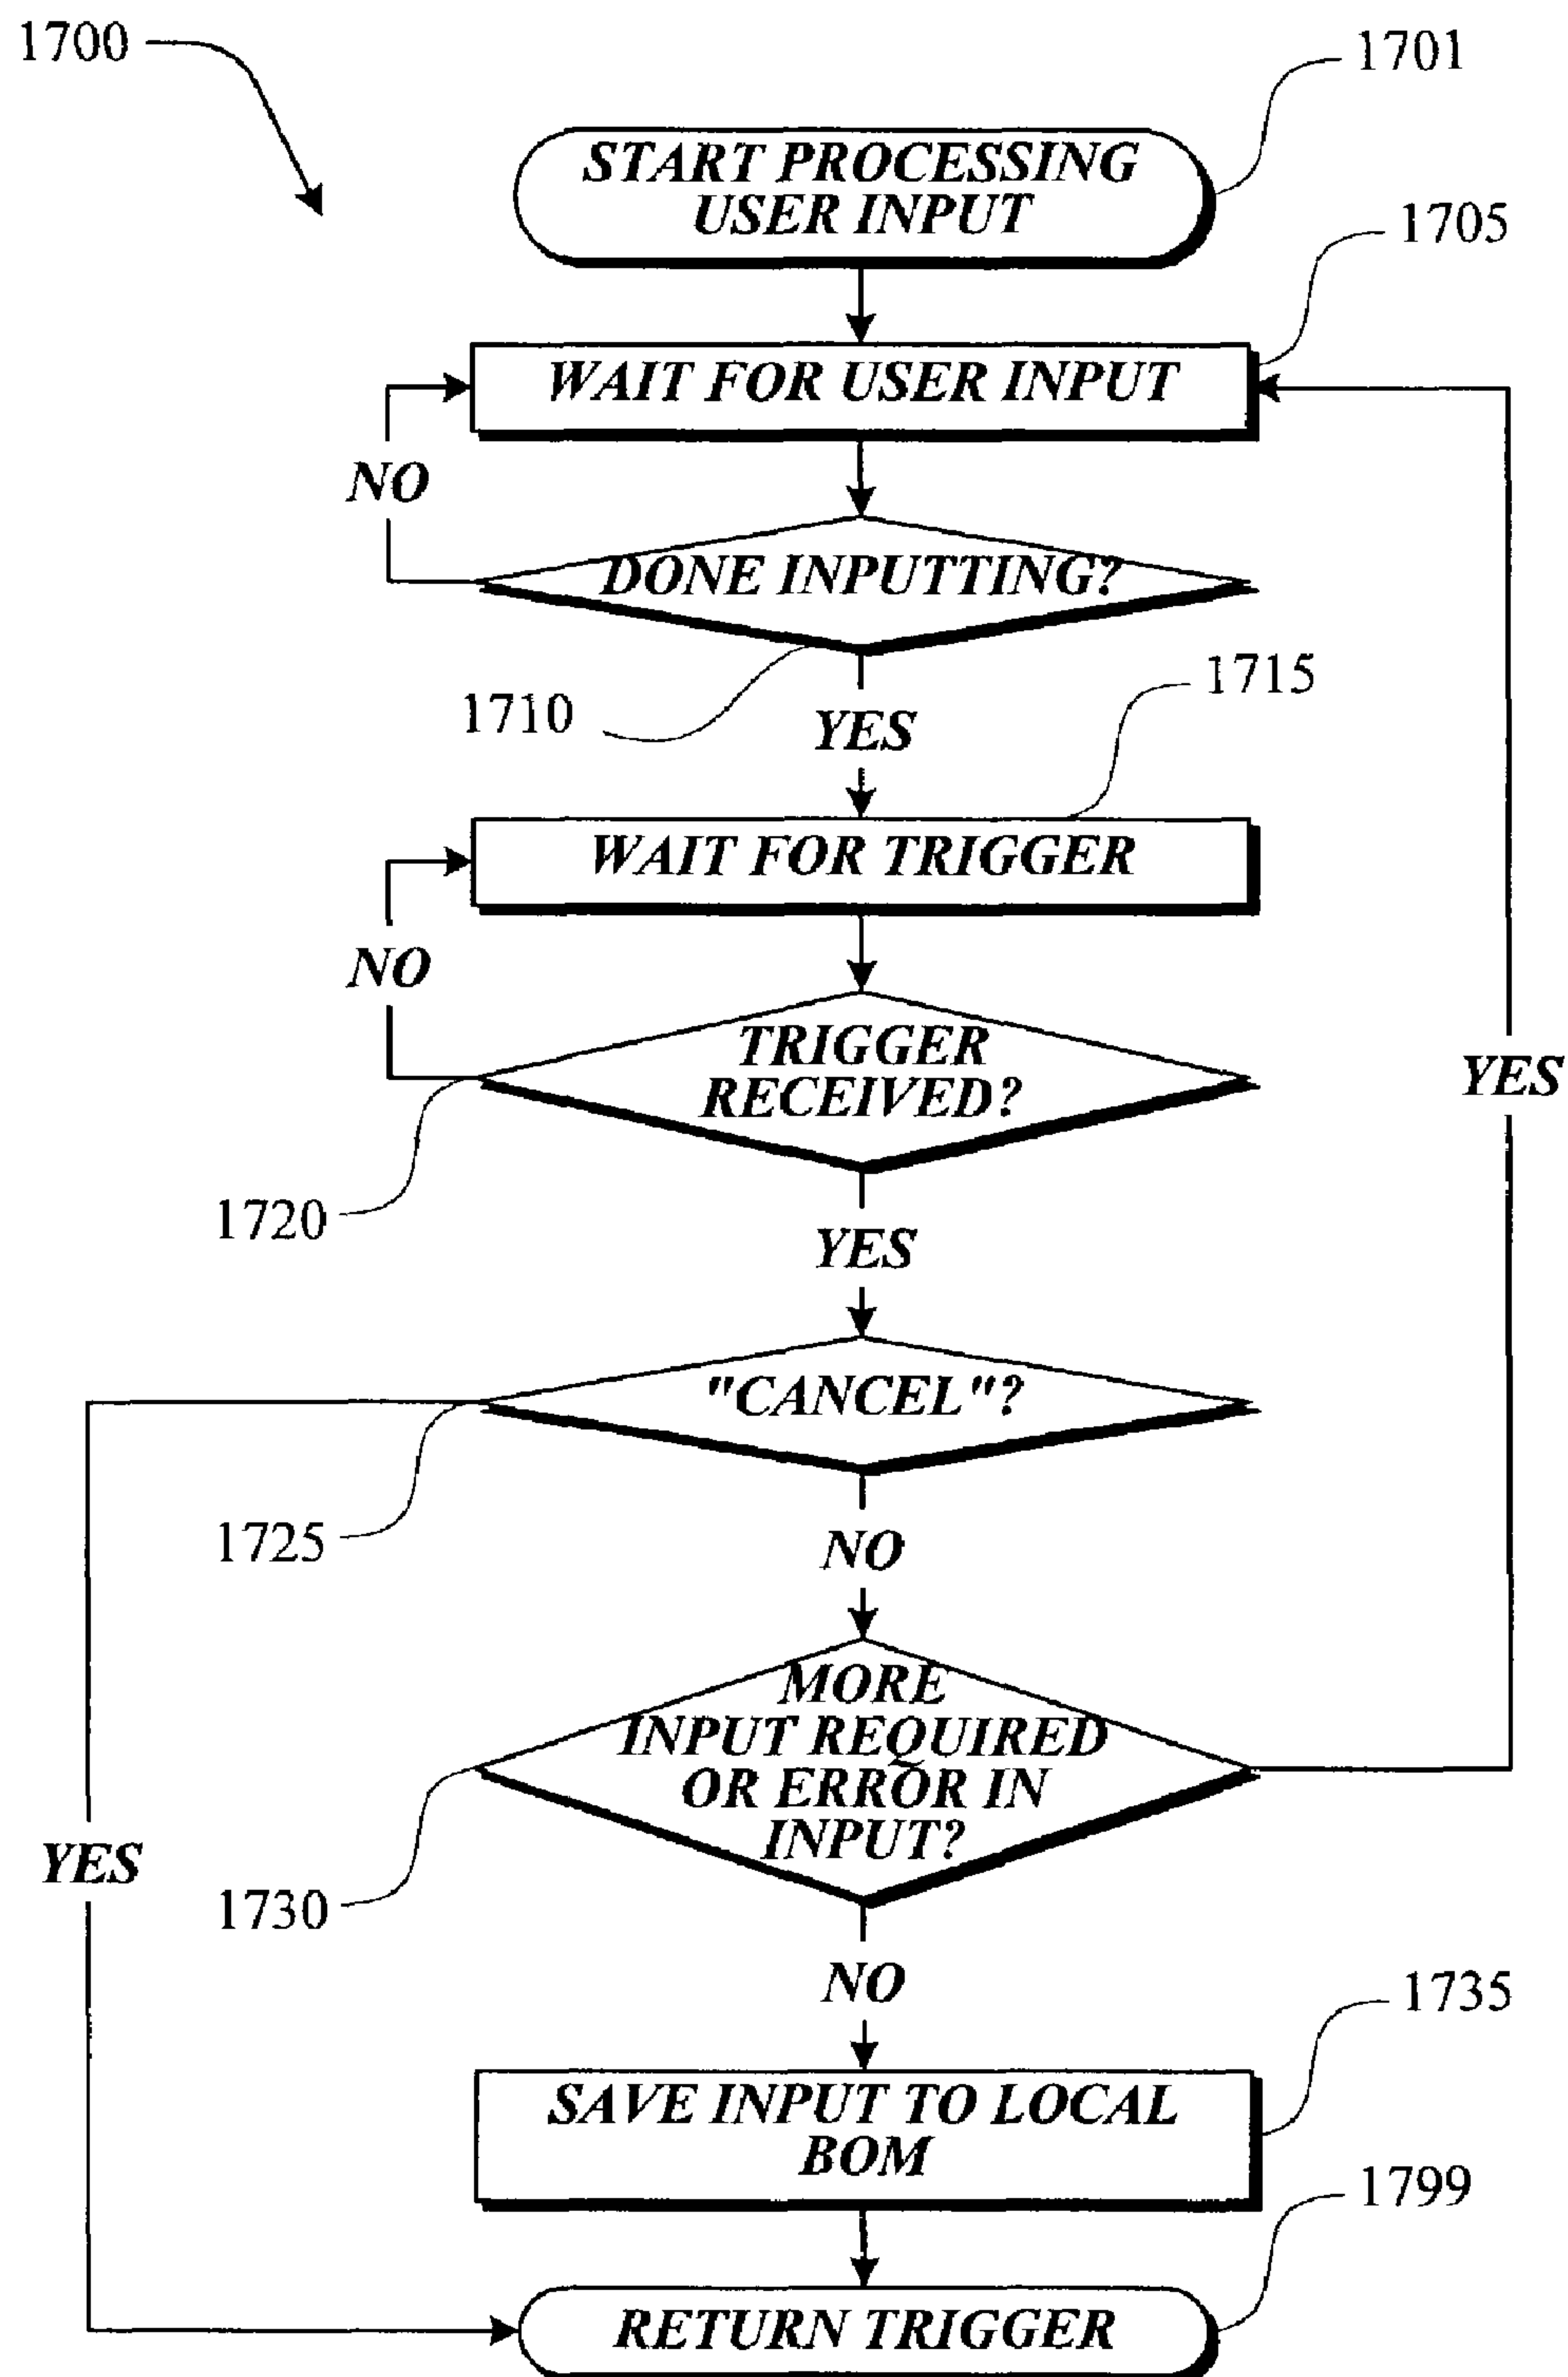 1700
1701
START PROCESSING
USER INPUT
1705
WAIT FOR USER INPUT
NO
DONE INPUTTING?
1710
YES
1715
WAIT FOR TRIGGER
NO
TRIGGER
RECEIVED?
YES
1720
YES
"CANCEL"?
1725
NO
MORE
INPUT REQUIRED
OR ERROR IN
INPUT?
YES
1730
NO
1735
SAVE INPUT TO LOCAL
BOM
1799
RETURN TRIGGER